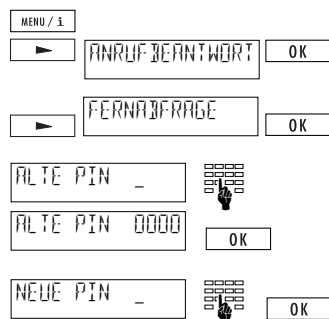 MENU / i
ANRUFBEANTWORT OK
FERNABFRAGE
OK
ALTE PIN _
ALTE PIN 0000
OK
NEUE PIN _
OK